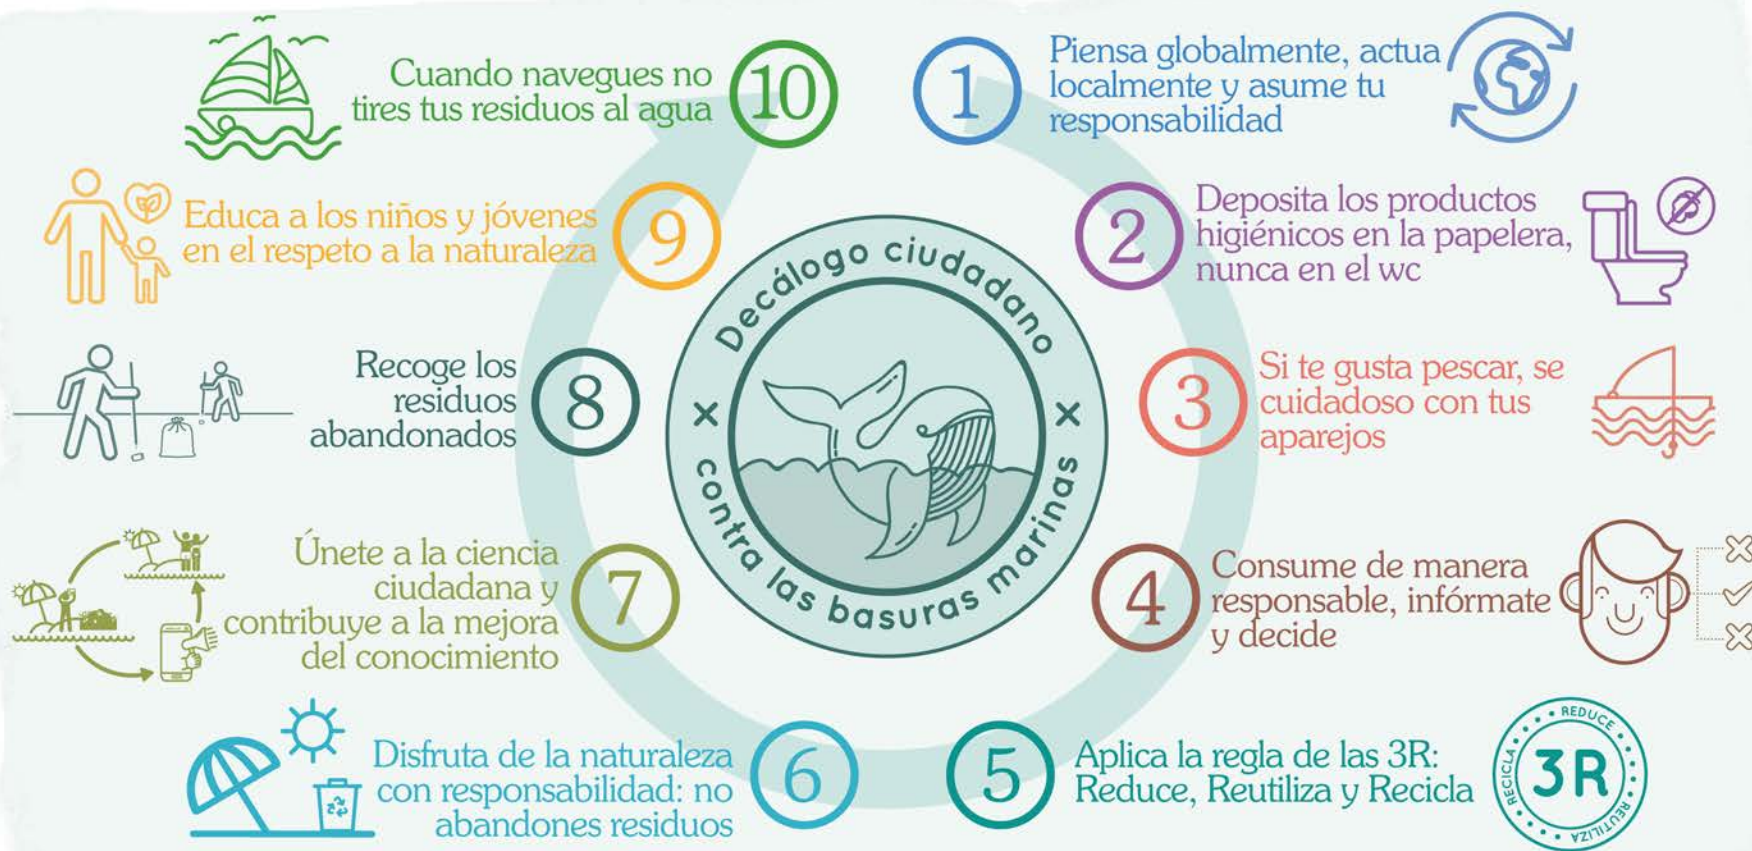 Decálogo ciudadano
contra las basuras marinas
1
Piensa globalmente, actua
localmente y asume tu
responsabilidad
2
Deposita los productos
higiénicos en la papelera,
nunca en el wc
3
Si te gusta pescar, se
cuidadoso con tus
aparejos
4
Consume de manera
responsable, infórmate
y decide
5
Aplica la regla de las 3R:
Reduce, Reutiliza y Recicla
3R
REDUCE
REUTILIZA
RECICLA
6
Disfruta de la naturaleza
con responsabilidad: no
abandones residuos
7
Únete a la ciencia
ciudadana y
contribuye a la mejora
del conocimiento
8
Recoge los
residuos
abandonados
9
Educa a los niños y jóvenes
en el respeto a la naturaleza
10
Cuando navegues no
tires tus residuos al agua